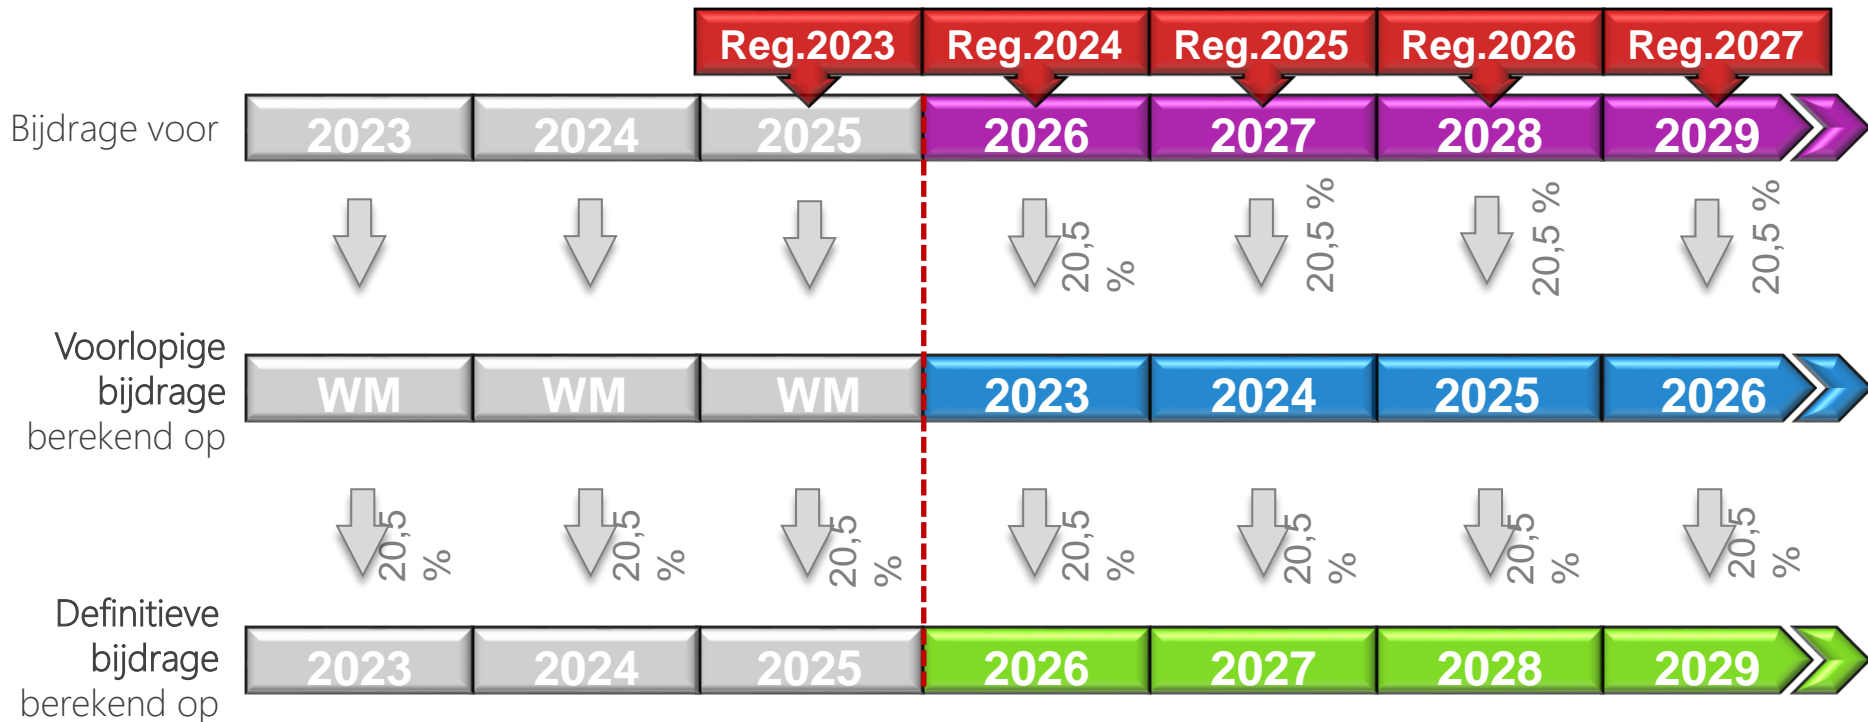 Reg.2023 Reg.2024 Reg.2025 Reg.2026 Reg.2027
Bijdrage voor 2023 2024 2025 2026 2027 2028 2029
20,5 % 20,5 % 20,5 % 20,5 %
Voorlopige
bijdrage
berekend op
WM WM WM 2023 2024 2025 2026
20,5 % 20,5 % 20,5 % 20,5 % 20,5 % 20,5 % 20,5 %
Definitieve
bijdrage
berekend op
2023 2024 2025 2026 2027 2028 2029